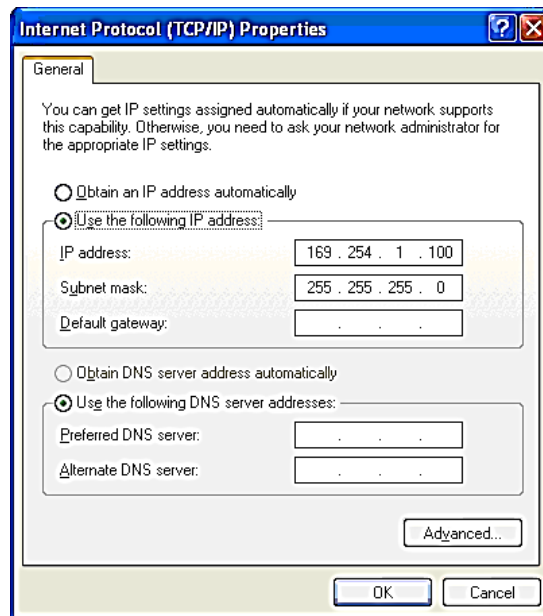 Internet Protocol (TCP/IP) Properties
General
You can get IP settings assigned automatically if your network supports
this capability. Otherwise, you need to ask your network administrator for
the appropriate IP settings.
Obtain an IP address automatically
Use the following IP address:
IP address: 169 . 254 . 1 . 100
Subnet mask: 255 . 255 . 255 . 0
Default gateway: . . .
Obtain DNS server address automatically
Use the following DNS server addresses:
Preferred DNS server: . . .
Alternate DNS server: . . .
Advanced...
OK Cancel